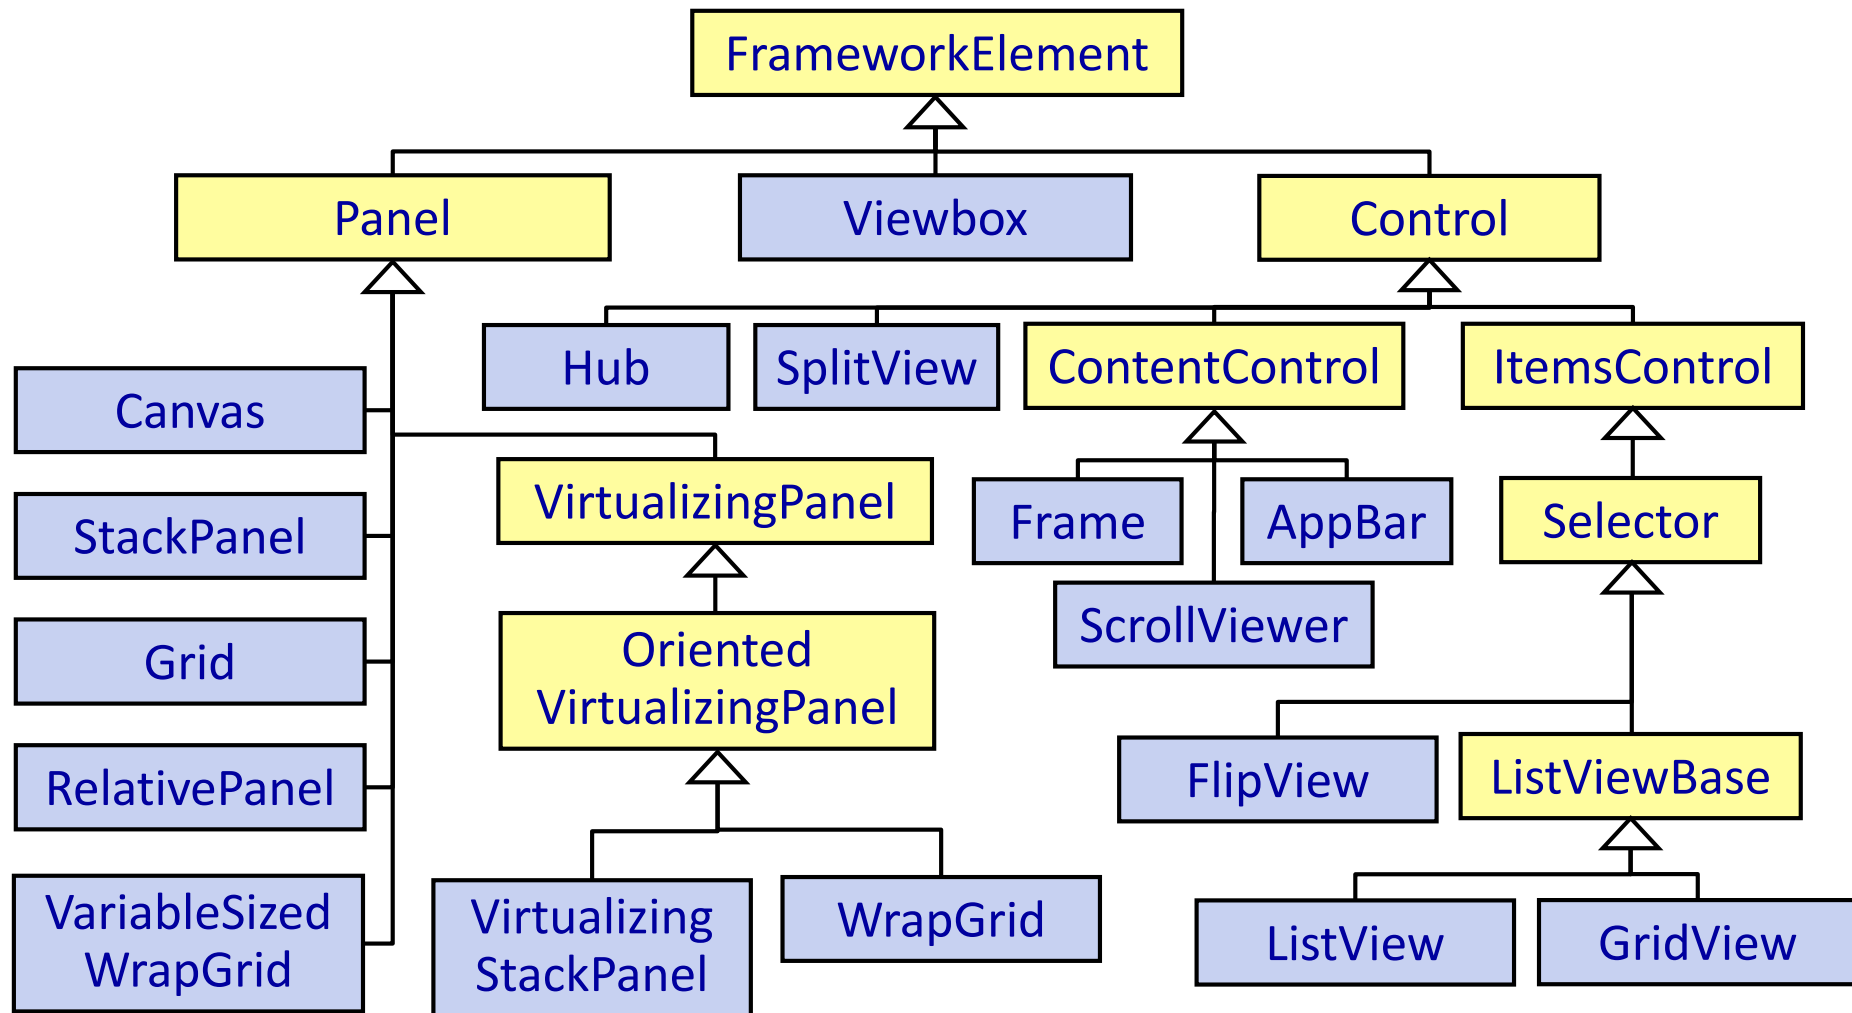 FrameworkElement
Panel
Viewbox
Control
Hub
SplitView
ContentControl
ItemsControl
Canvas
VirtualizingPanel
Frame
AppBar
Selector
StackPanel
ScrollViewer
Grid
Oriented
VirtualizingPanel
RelativePanel
FlipView
ListViewBase
VariableSized
WrapGrid
Virtualizing
StackPanel
WrapGrid
ListView
GridView